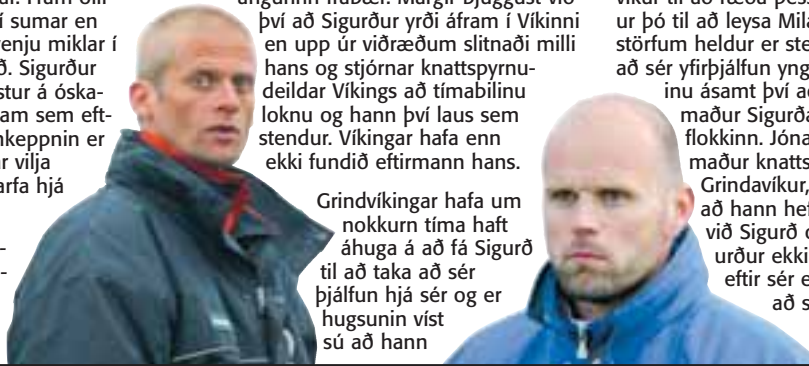 ar. Fram olli
í sumar en
venju miklar í
ð. Sigurður
stur á óska-
am sem eft-
nkeppnin er
r vilja
arfa hjá
-
-
því að Sigurður yrði áfram í Víkinni
en upp úr viðræðum slitnaði milli
hans og stjórnar knattspyrnu-
deildar Víkings að tímabilinu
loknu og hann því laus sem
stendur. Víkingar hafa enn
ekki fundið eftirmann hans.
Grindvíkingar hafa um
nokkurn tíma haft
áhuga á að fá Sigurð
til að taka að sér
þjálfun hjá sér og er
hugsunin víst
sú að hann
ur þó til að leysa Mila
störfum heldur er ste
að sér yfirþjálfun yng
inu ásamt því a
maður Sigurða
flokkinn. Jóna
maður knatts
Grindavíkur,
að hann hef
við Sigurð o
urður ekki
eftir sér e
að s